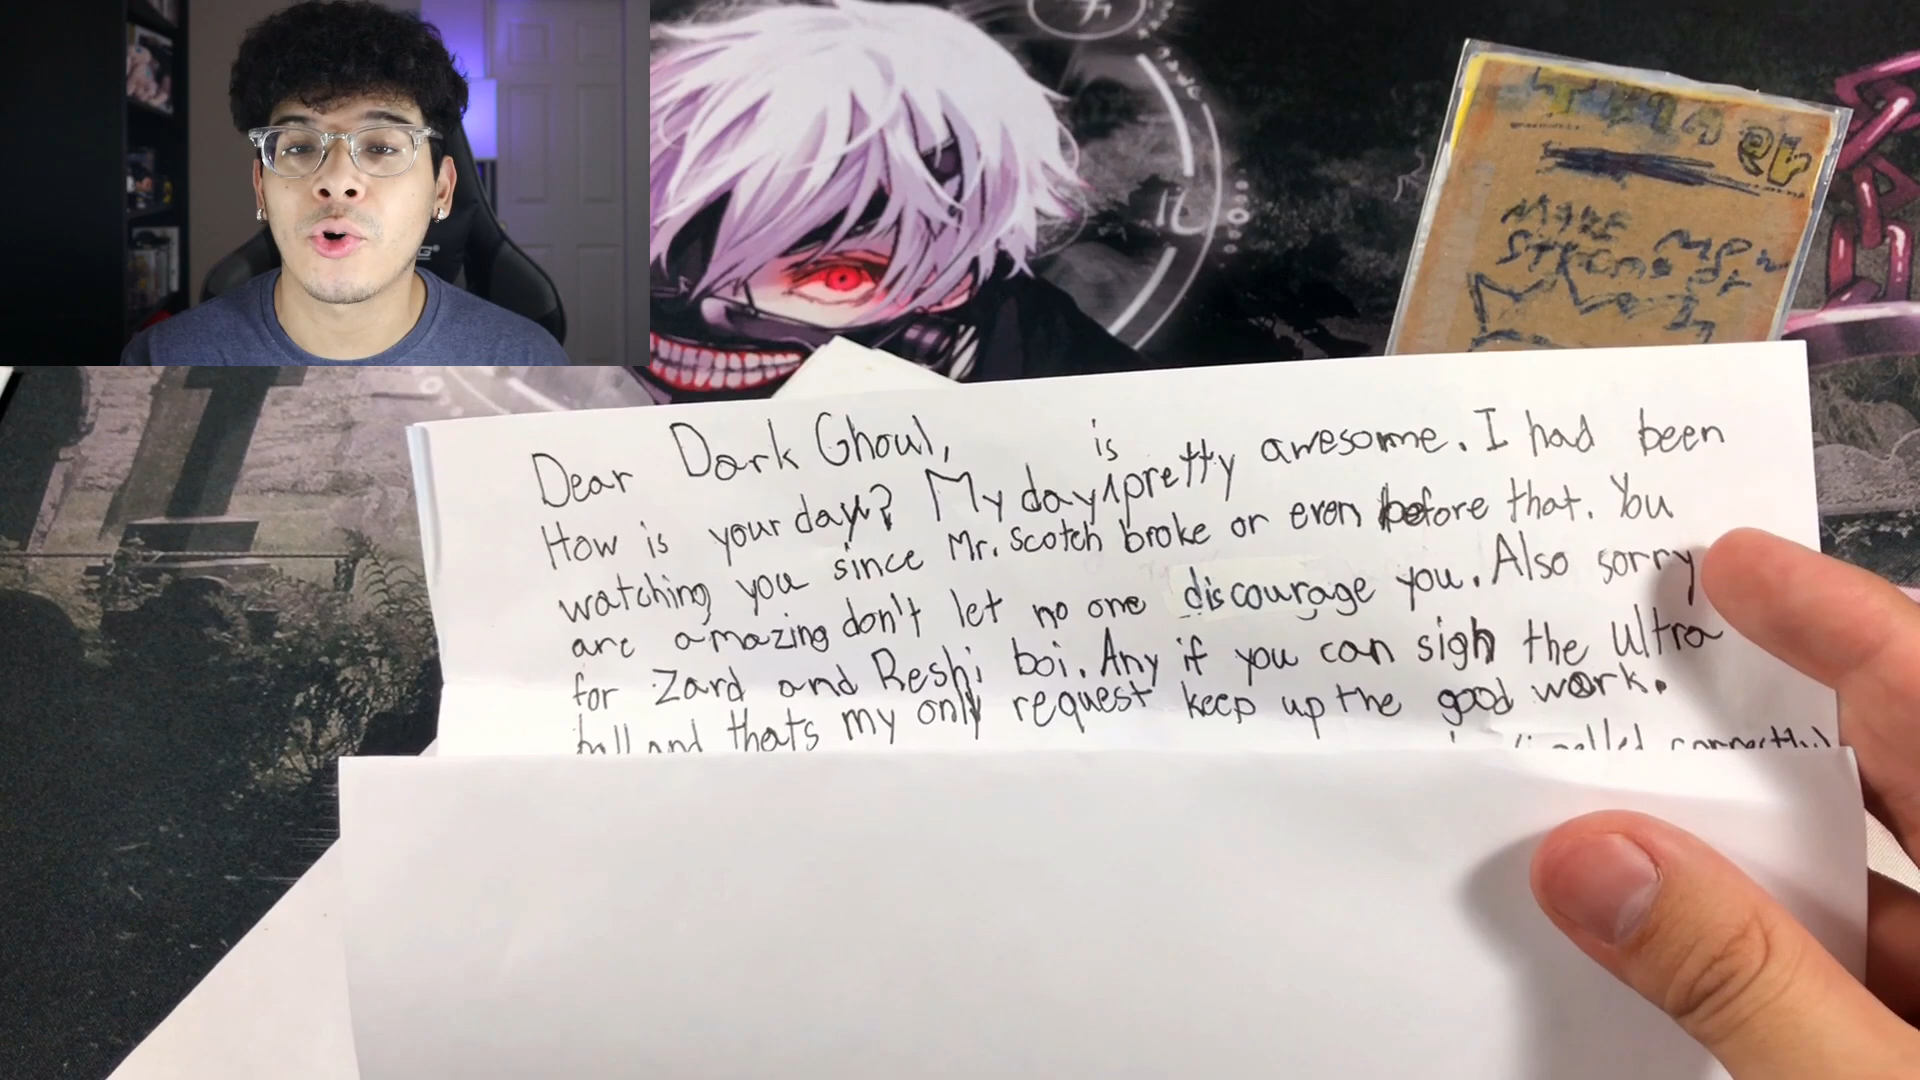 Dear Dark Ghoul,
How is your day? My day is pretty awesome. I had been
watching you since Mr. Scotch broke or even before that. You
are amazing don't let no one discourage you. Also sorry
for Zard and Reshi boi. Any if you can sigh the Ultra
ball and thats my only request keep up the good work.
MAKE
STRONG